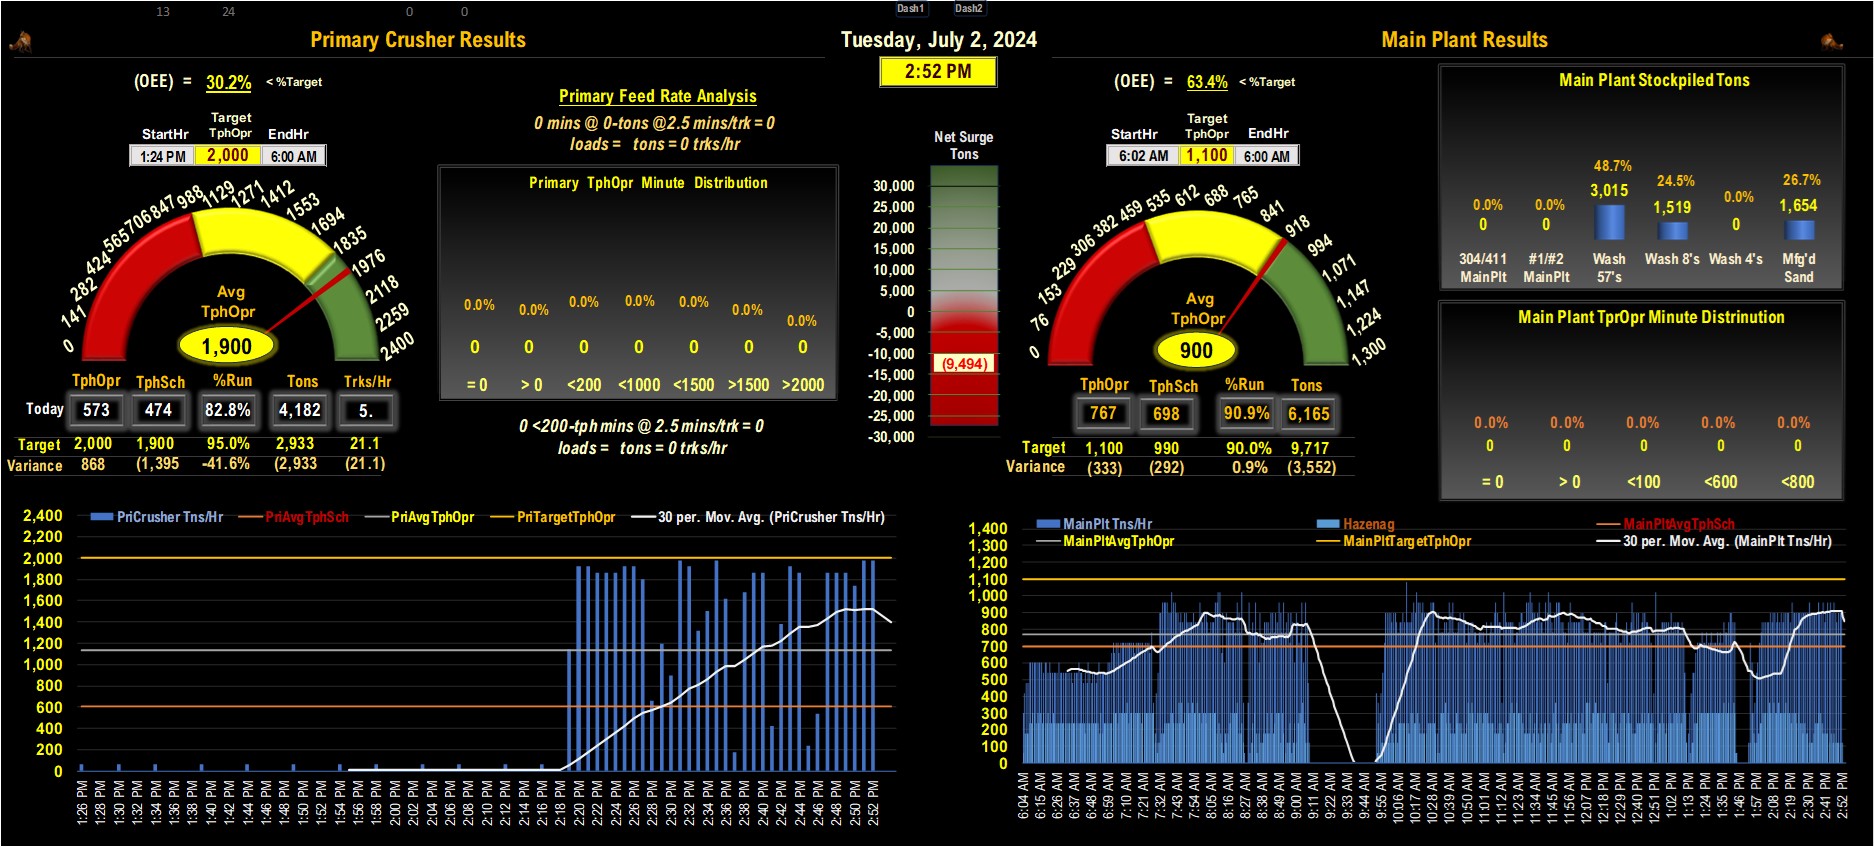 13 24 0 0 Dash1 Dash2
Primary Crusher Results
Tuesday, July 2, 2024
Main Plant Results
2:52 PM
(OEE) = 30.2% < %Target
Target
StartHr TphOpr EndHr
1:24 PM 2,000 6:00 AM
0 141 282 424 565 706 847 988 1129 1271 1412 1553 1694 1835 1976 2118 2259 2400
Avg
TphOpr
1,900
TphOpr TphSch %Run Tons Trks/Hr
Today 573 474 82.8% 4,182 5.
Target 2,000 1,900 95.0% 2,933 21.1
Variance 868 (1,395 -41.6% (2,933 (21.1)
Primary Feed Rate Analysis
0 mins @ 0-tons @2.5 mins/trk = 0
loads = tons = 0 trks/hr
Primary TphOpr Minute Distribution
0.0% 0.0% 0.0% 0.0% 0.0% 0.0% 0.0%
0 0 0 0 0 0 0
= 0 > 0 <200 <1000 <1500 >1500 >2000
0 <200-tph mins @ 2.5 mins/trk = 0
loads = tons = 0 trks/hr
Net Surge
Tons
30,000
25,000
20,000
15,000
10,000
5,000
0
-5,000
-10,000
(9,494)
-15,000
-20,000
-25,000
-30,000
(OEE) = 63.4% < %Target
Target
StartHr TphOpr EndHr
6:02 AM 1,100 6:00 AM
0 76 153 229 306 382 459 535 612 688 765 841 918 994 1,071 1,147 1,224 1,300
Avg
TphOpr
900
TphOpr TphSch %Run Tons
767 698 90.9% 6,165
Target 1,100 990 90.0% 9,717
Variance (333) (292) 0.9% (3,552)
Main Plant Stockpiled Tons
0.0% 0.0% 48.7% 24.5% 0.0% 26.7%
0 0 3,015 1,519 0 1,654
304/411 #1/#2 Wash Wash 8's Wash 4's Mfg'd
MainPlt MainPlt 57's Sand
Main Plant TprOpr Minute Distrinution
0.0% 0.0% 0.0% 0.0% 0.0%
0 0 0 0 0
= 0 > 0 <100 <600 <800
PriCrusher Tns/Hr PriAvgTphSch PriAvgTphOpr PriTargetTphOpr 30 per. Mov. Avg. (PriCrusher Tns/Hr)
2,400
2,200
2,000
1,800
1,600
1,400
1,200
1,000
800
600
400
200
0
1:26 PM 1:28 PM 1:30 PM 1:32 PM 1:34 PM 1:36 PM 1:38 PM 1:40 PM 1:42 PM 1:44 PM 1:46 PM 1:48 PM 1:50 PM 1:52 PM 1:54 PM 1:56 PM 1:58 PM 2:00 PM 2:02 PM 2:04 PM 2:06 PM 2:08 PM 2:10 PM 2:12 PM 2:14 PM 2:16 PM 2:18 PM 2:20 PM 2:22 PM 2:24 PM 2:26 PM 2:28 PM 2:30 PM 2:32 PM 2:34 PM 2:36 PM 2:38 PM 2:40 PM 2:42 PM 2:44 PM 2:46 PM 2:48 PM 2:50 PM 2:52 PM
MainPlt Tns/Hr Hazenag MainPltAvgTphSch
MainPltAvgTphOpr MainPltTargetTphOpr 30 per. Mov. Avg. (MainPlt Tns/Hr)
1,400
1,300
1,200
1,100
1,000
900
800
700
600
500
400
300
200
100
0
6:04 AM 6:15 AM 6:26 AM 6:37 AM 6:48 AM 6:59 AM 7:10 AM 7:21 AM 7:32 AM 7:43 AM 7:54 AM 8:05 AM 8:16 AM 8:27 AM 8:38 AM 8:49 AM 9:00 AM 9:11 AM 9:22 AM 9:33 AM 9:44 AM 9:55 AM 10:06 AM 10:17 AM 10:28 AM 10:39 AM 10:50 AM 11:01 AM 11:12 AM 11:23 AM 11:34 AM 11:45 AM 11:56 AM 12:07 PM 12:18 PM 12:29 PM 12:40 PM 12:51 PM 1:02 PM 1:13 PM 1:24 PM 1:35 PM 1:46 PM 1:57 PM 2:08 PM 2:19 PM 2:30 PM 2:41 PM 2:52 PM